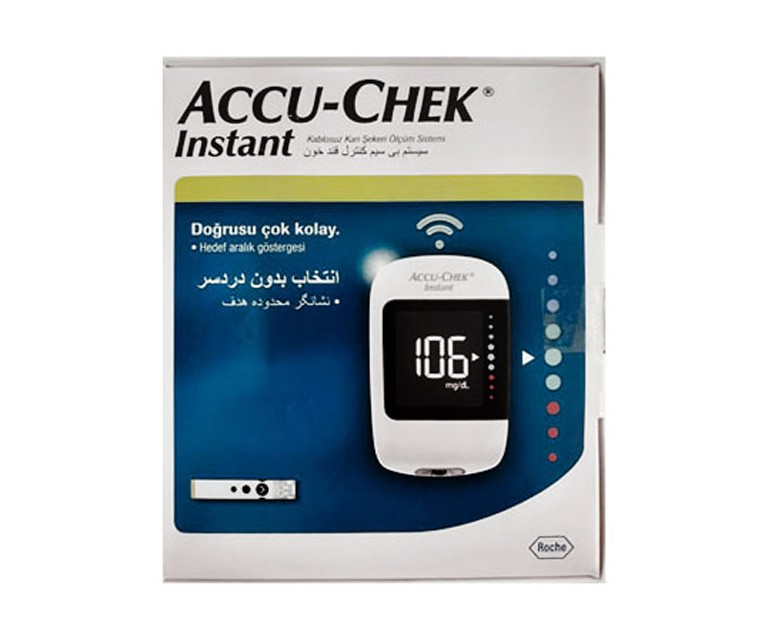 ACCU-CHEK®
Instant
Kablosuz Kan Şekeri Ölçüm Sistemi
سیستم بی سیم کنترل قند خون
Doğrusu çok kolay.
• Hedef aralık göstergesi
انتخاب بدون دردسر
• نشانگر محدوده هدف
ACCU-CHEK®
Instant
106
mg/dL
Roche